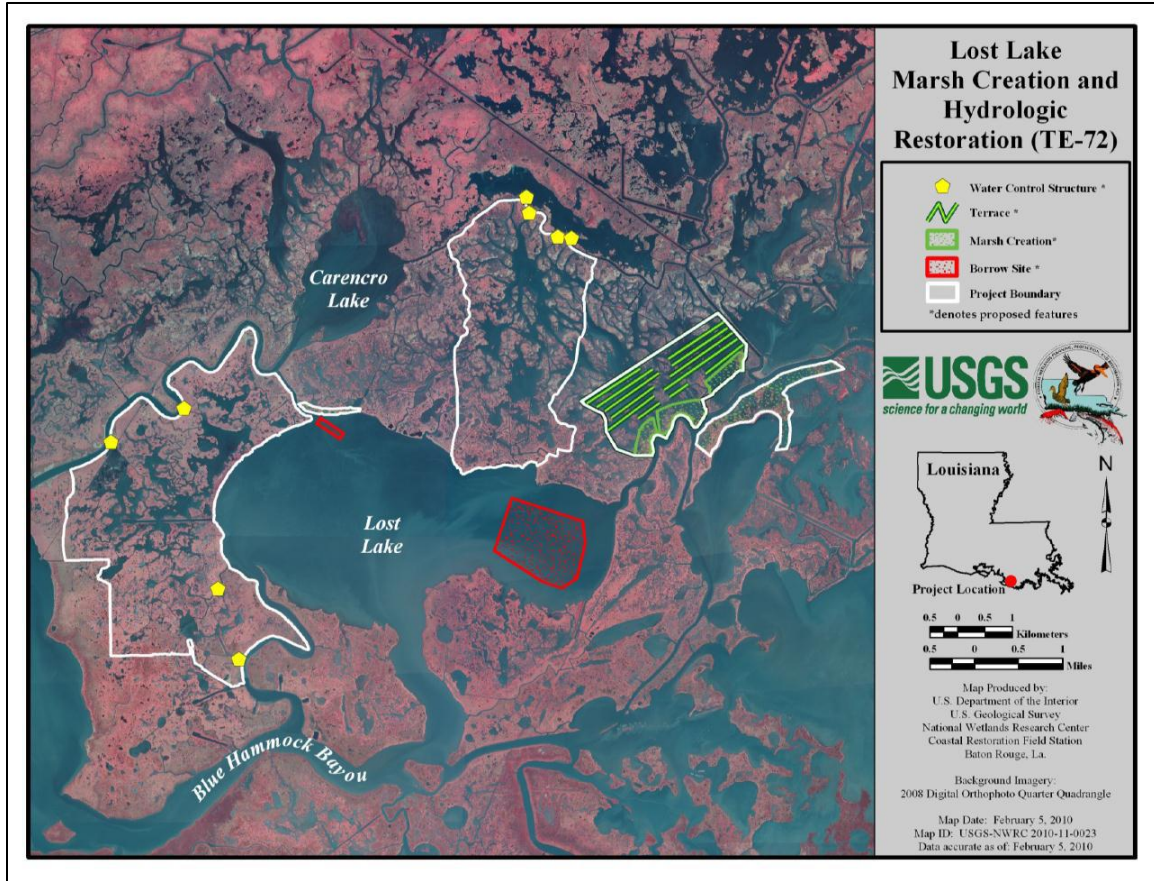 Lost Lake
Marsh Creation and
Hydrologic
Restoration (TE-72)
Water Control Structure *
Terrace *
Marsh Creation*
Borrow Site *
Project Boundary
*denotes proposed features
USGS
science for a changing world
Louisiana
N
Project Location
0.5 0 0.5 1
Kilometers
0.5 0 0.5 1
Miles
Map Produced by:
U.S. Department of the Interior
U.S. Geological Survey
National Wetlands Research Center
Coastal Restoration Field Station
Baton Rouge, La.
Background Imagery:
2008 Digital Orthophoto Quarter Quadrangle
Map Date: February 5, 2010
Map ID: USGS-NWRC 2010-11-0023
Data accurate as of: February 5, 2010
Carencro
Lake
Lost
Lake
Blue Hammock Bayou